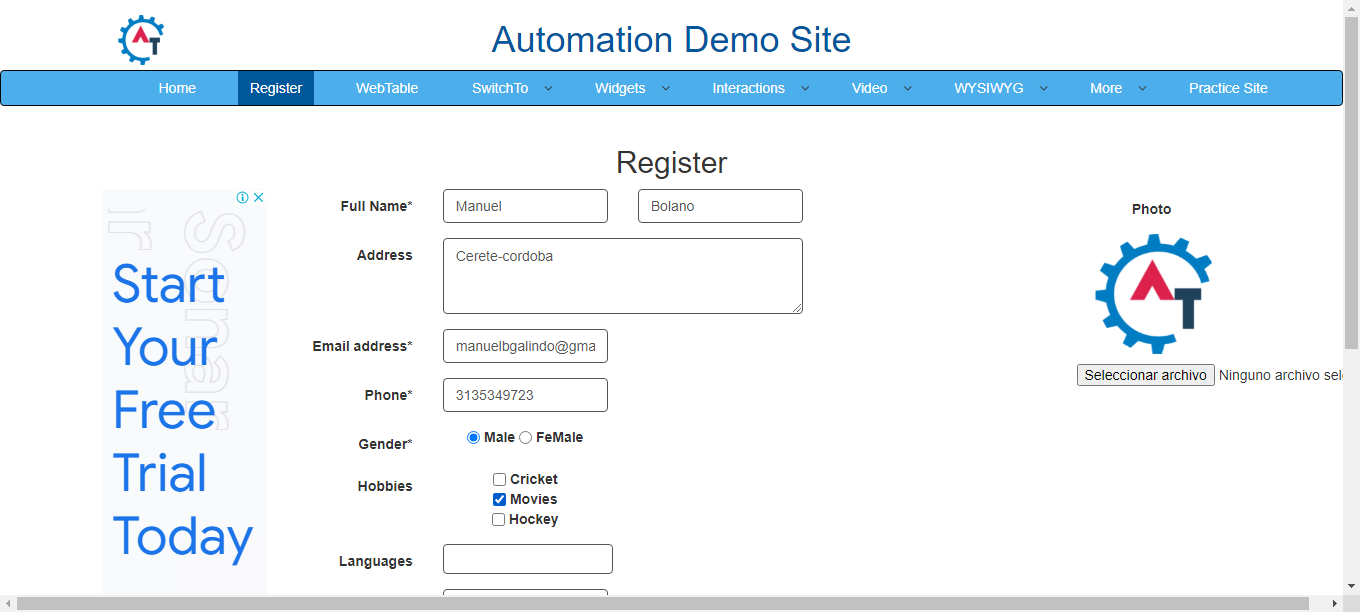 AT
Automation Demo Site
Home Register WebTable SwitchTo Widgets Interactions Video WYSIWYG More Practice Site
Register
Full Name* Manuel Bolano
Address Cerete-cordoba
Email address* manuelbgalindo@gma
Phone* 3135349723
Gender* Male FeMale
Hobbies
Cricket
Movies
Hockey
Languages
Photo
AT
Seleccionar archivo Ninguno archivo sel
Sonar
Start
Your
Free
Trial
Today